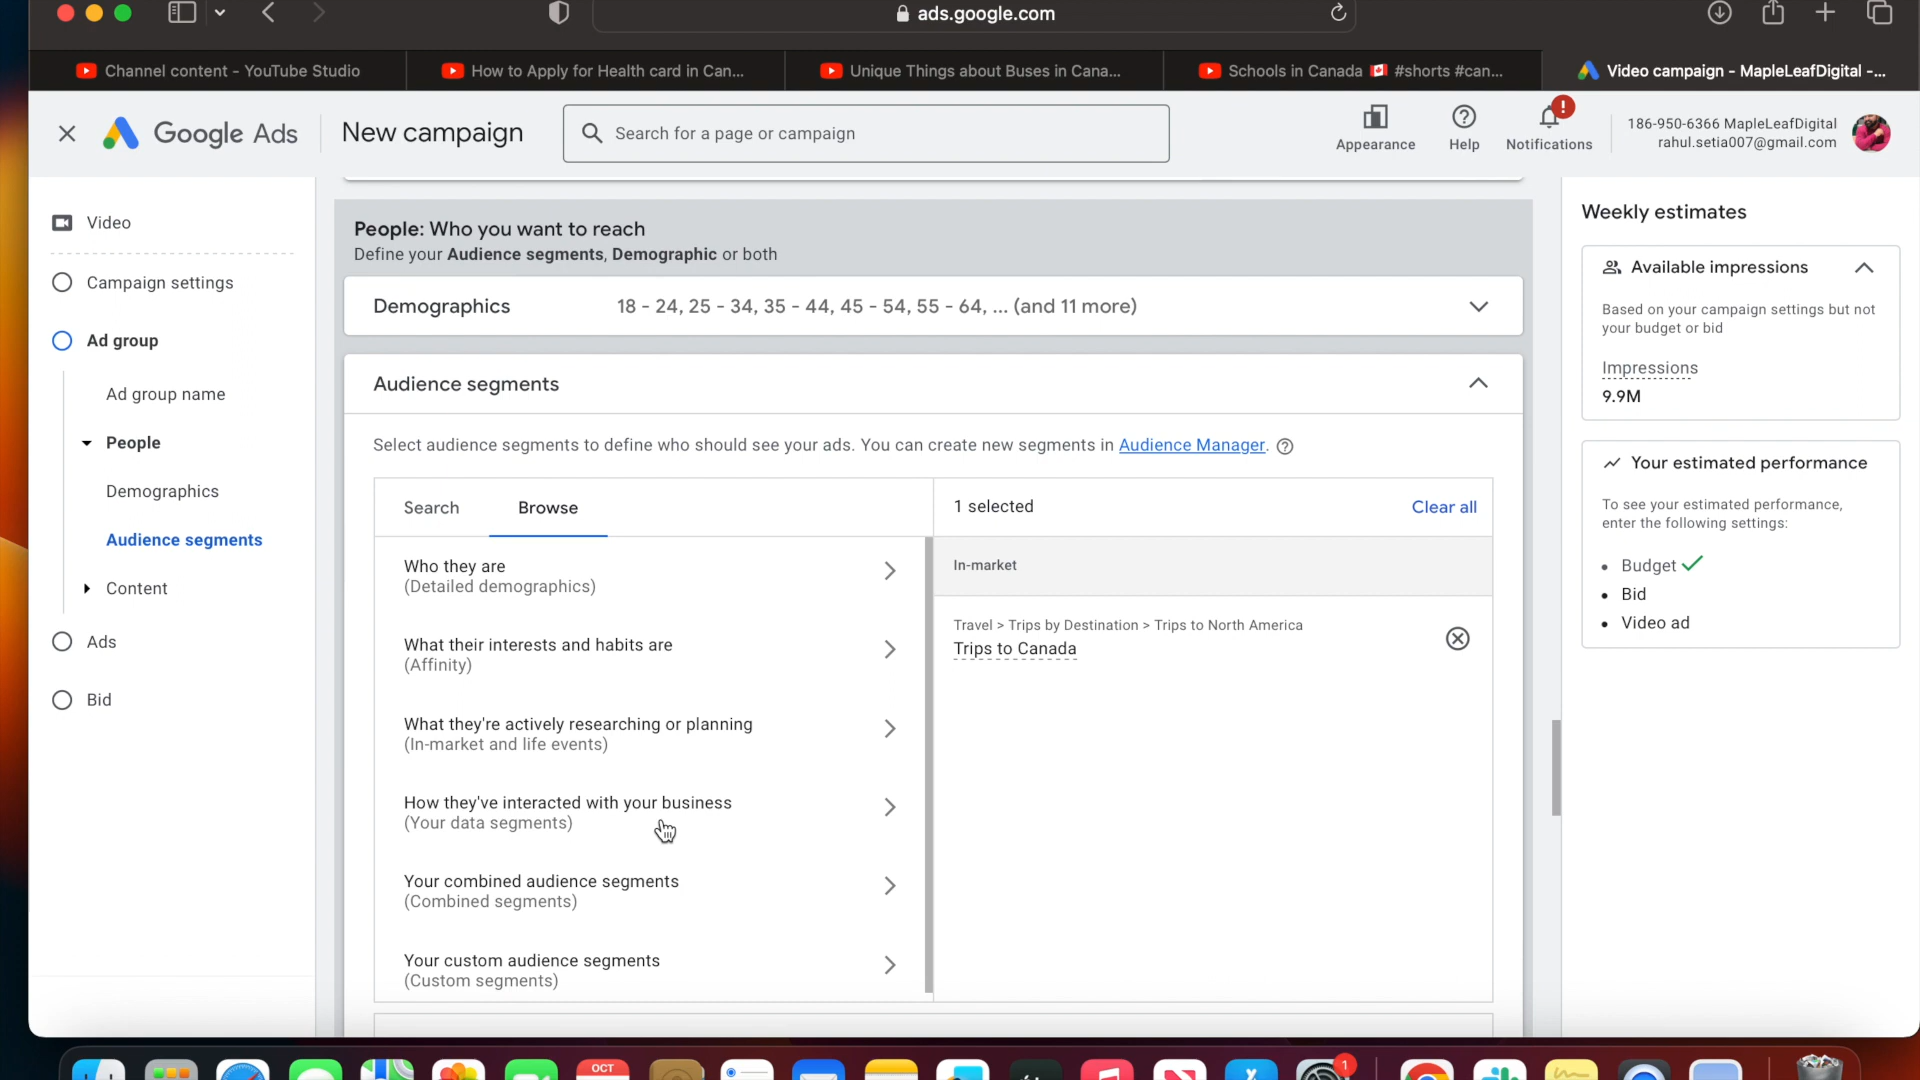 ads.google.com
Channel content - YouTube Studio
How to Apply for Health card in Can...
Unique Things about Buses in Cana...
Schools in Canada 🇨🇦 #shorts #can...
Video campaign - MapleLeafDigital -...
Google Ads
New campaign
Search for a page or campaign
Appearance
Help
!
Notifications
186-950-6366 MapleLeafDigital
rahul.setia007@gmail.com
Video
Campaign settings
Ad group
Ad group name
People
Demographics
Audience segments
Content
Ads
Bid
People: Who you want to reach
Define your Audience segments, Demographic or both
Demographics
18 - 24, 25 - 34, 35 - 44, 45 - 54, 55 - 64, ... (and 11 more)
Audience segments
Select audience segments to define who should see your ads. You can create new segments in Audience Manager.
Search
Browse
Who they are
(Detailed demographics)
What their interests and habits are
(Affinity)
What they're actively researching or planning
(In-market and life events)
How they've interacted with your business
(Your data segments)
Your combined audience segments
(Combined segments)
Your custom audience segments
(Custom segments)
1 selected
Clear all
In-market
Travel > Trips by Destination > Trips to North America
Trips to Canada
Weekly estimates
Available impressions
Based on your campaign settings but not
your budget or bid
Impressions
9.9M
Your estimated performance
To see your estimated performance,
enter the following settings:
• Budget
• Bid
• Video ad
OCT
1